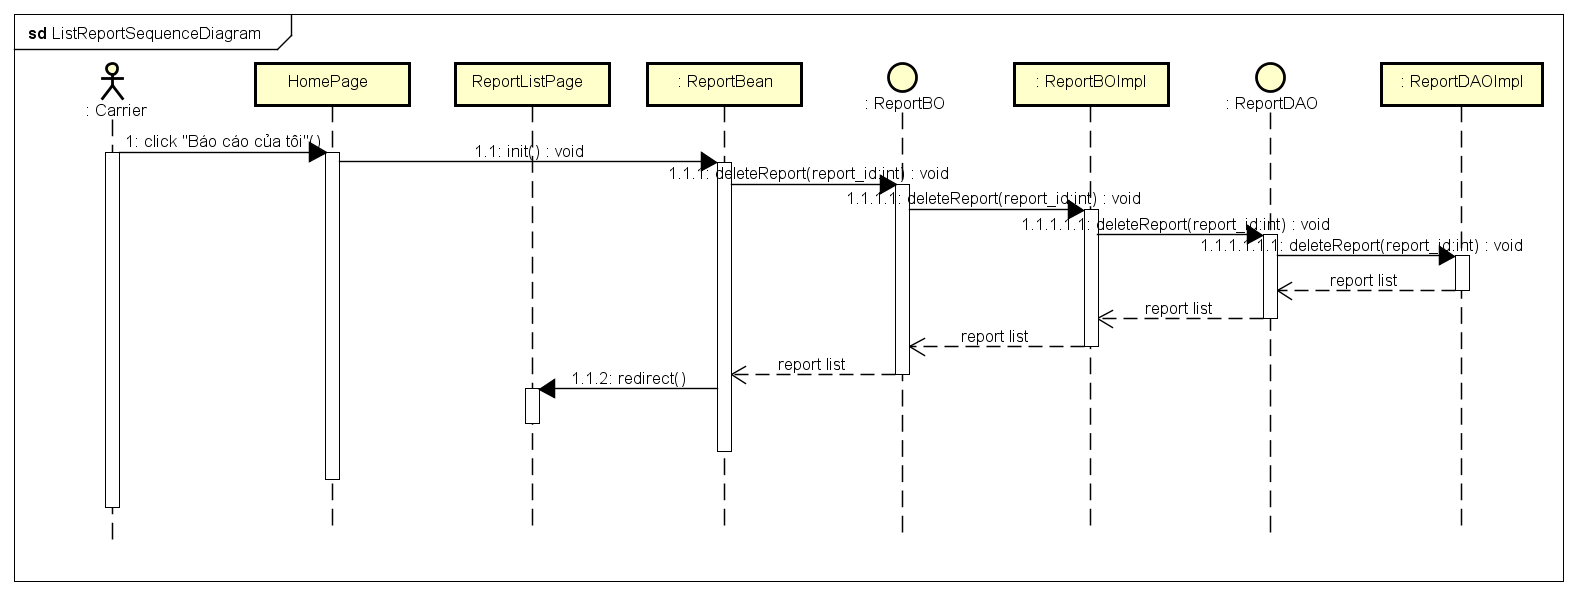 sd ListReportSequenceDiagram
: Carrier
HomePage
ReportListPage
: ReportBean
: ReportBO
: ReportBOImpl
: ReportDAO
: ReportDAOImpl
1: click "Báo cáo của tôi"()
1.1: init() : void
1.1.1: deleteReport(report_id:int) : void
1.1.1.1: deleteReport(report_id:int) : void
1.1.1.1.1: deleteReport(report_id:int) : void
1.1.1.1.1.1: deleteReport(report_id:int) : void
report list
report list
report list
report list
1.1.2: redirect()